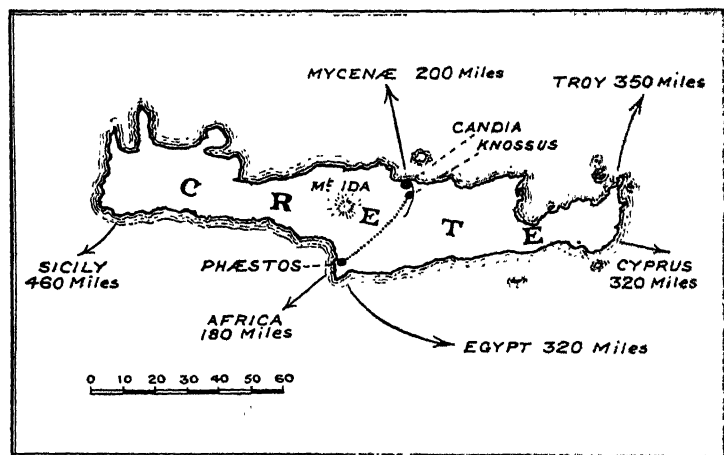 MYCENÆ 200 Miles
TROY 350 Miles
CANDIA
KNOSSUS
Mt. IDA
CRETE
PHÆSTOS
SICILY
460 Miles
AFRICA
180 Miles
CYPRUS
320 Miles
EGYPT 320 Miles
0 10 20 30 40 50 60